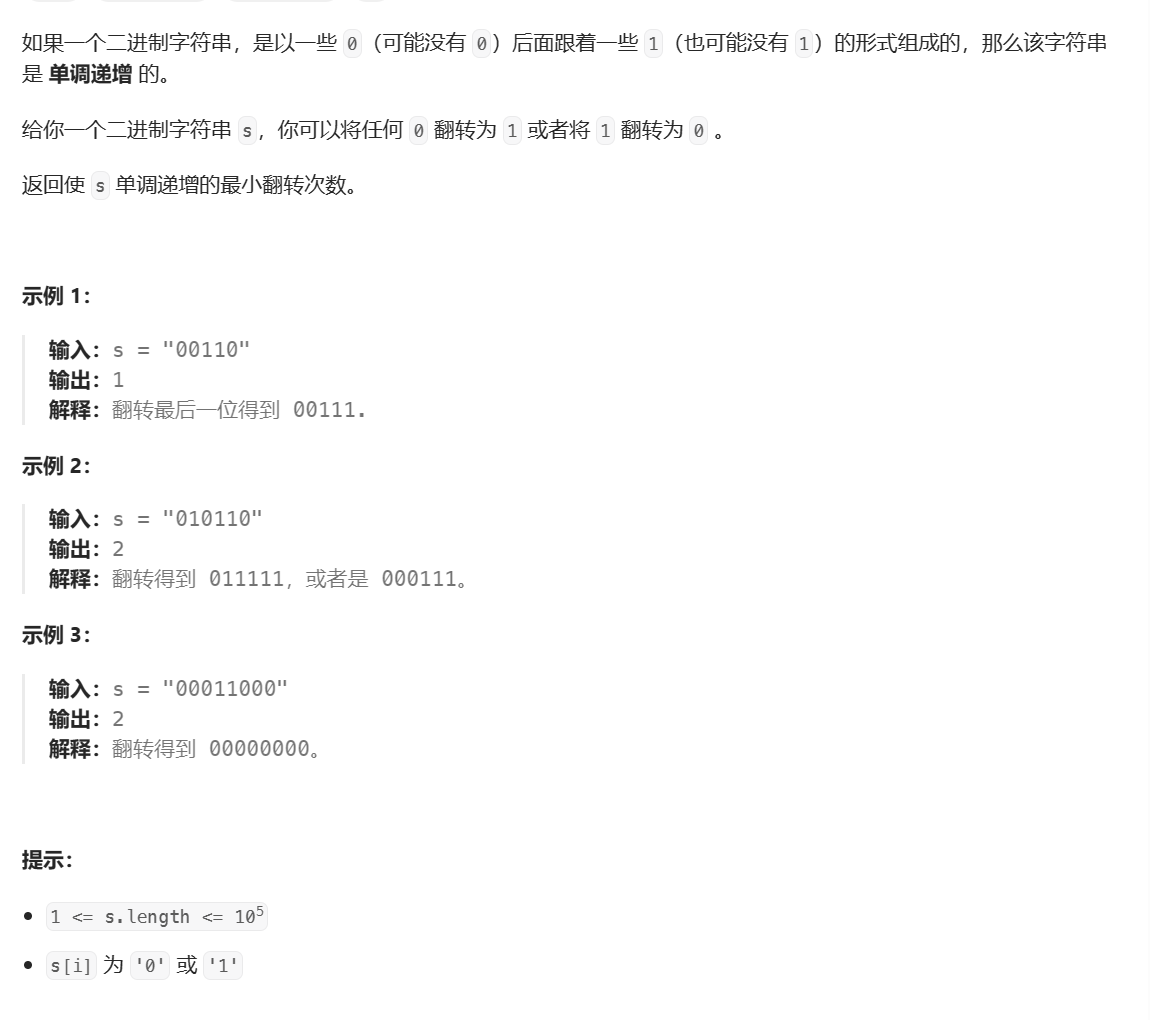 如果一个二进制字符串，是以一些 0（可能没有 0）后面跟着一些 1（也可能没有 1）的形式组成的，那么该字符串
是 单调递增 的。
给你一个二进制字符串 s，你可以将任何 0 翻转为 1 或者将 1 翻转为 0 。
返回使 s 单调递增的最小翻转次数。
示例 1：
输入：s = "00110"
输出：1
解释：翻转最后一位得到 00111.
示例 2：
输入：s = "010110"
输出：2
解释：翻转得到 011111，或者是 000111。
示例 3：
输入：s = "00011000"
输出：2
解释：翻转得到 00000000。
提示：
• 1 <= s.length <= 10⁵
• s[i] 为 '0' 或 '1'